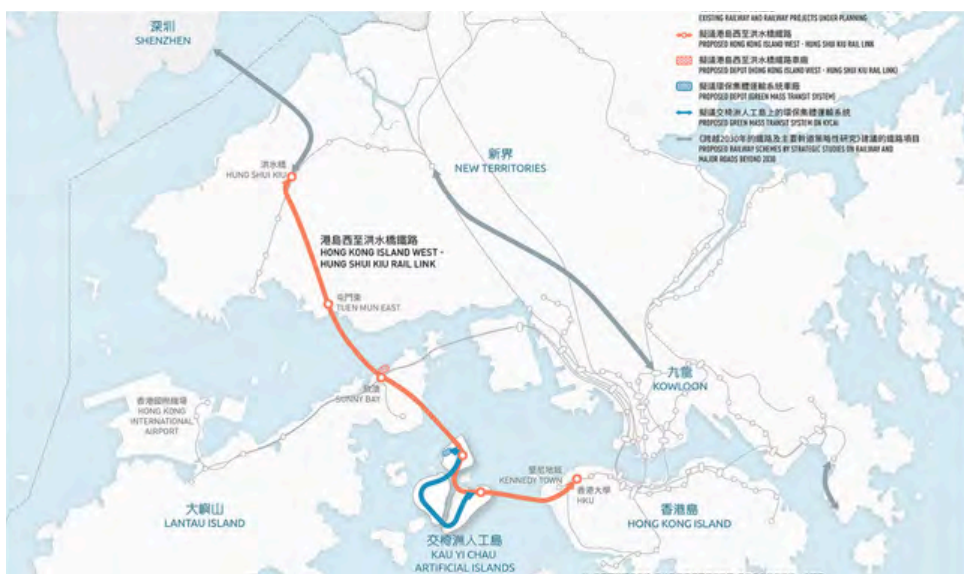 深圳
SHENZHEN
EXISTING RAILWAY AND RAILWAY PROJECTS UNDER PLANNING
擬議港島西至洪水橋鐵路
PROPOSED HONG KONG ISLAND WEST - HUNG SHUI KIU RAIL LINK
擬議港島西至洪水橋鐵路車廠
PROPOSED DEPOT (HONG KONG ISLAND WEST - HUNG SHUI KIU RAIL LINK)
擬議環保集體運輸系統車廠
PROPOSED DEPOT (GREEN MASS TRANSIT SYSTEM)
擬議交椅洲人工島上的環保集體運輸系統
PROPOSED GREEN MASS TRANSIT SYSTEM ON KYCAI
《跨越2030年的鐵路及主要幹道策略性研究》建議的鐵路項目
PROPOSED RAILWAY SCHEMES BY STRATEGIC STUDIES ON RAILWAY AND
MAJOR ROADS BEYOND 2030
新界
NEW TERRITORIES
洪水橋
HUNG SHUI KIU
港島西至洪水橋鐵路
HONG KONG ISLAND WEST -
HUNG SHUI KIU RAIL LINK
屯門東
TUEN MUN EAST
九龍
KOWLOON
SUNNY BAY
香港國際機場
HONG KONG
INTERNATIONAL
AIRPORT
堅尼地城
KENNEDY TOWN
香港大學
HKU
大嶼山
LANTAU ISLAND
香港島
HONG KONG ISLAND
交椅洲人工島
KAU YI CHAU
ARTIFICIAL ISLANDS